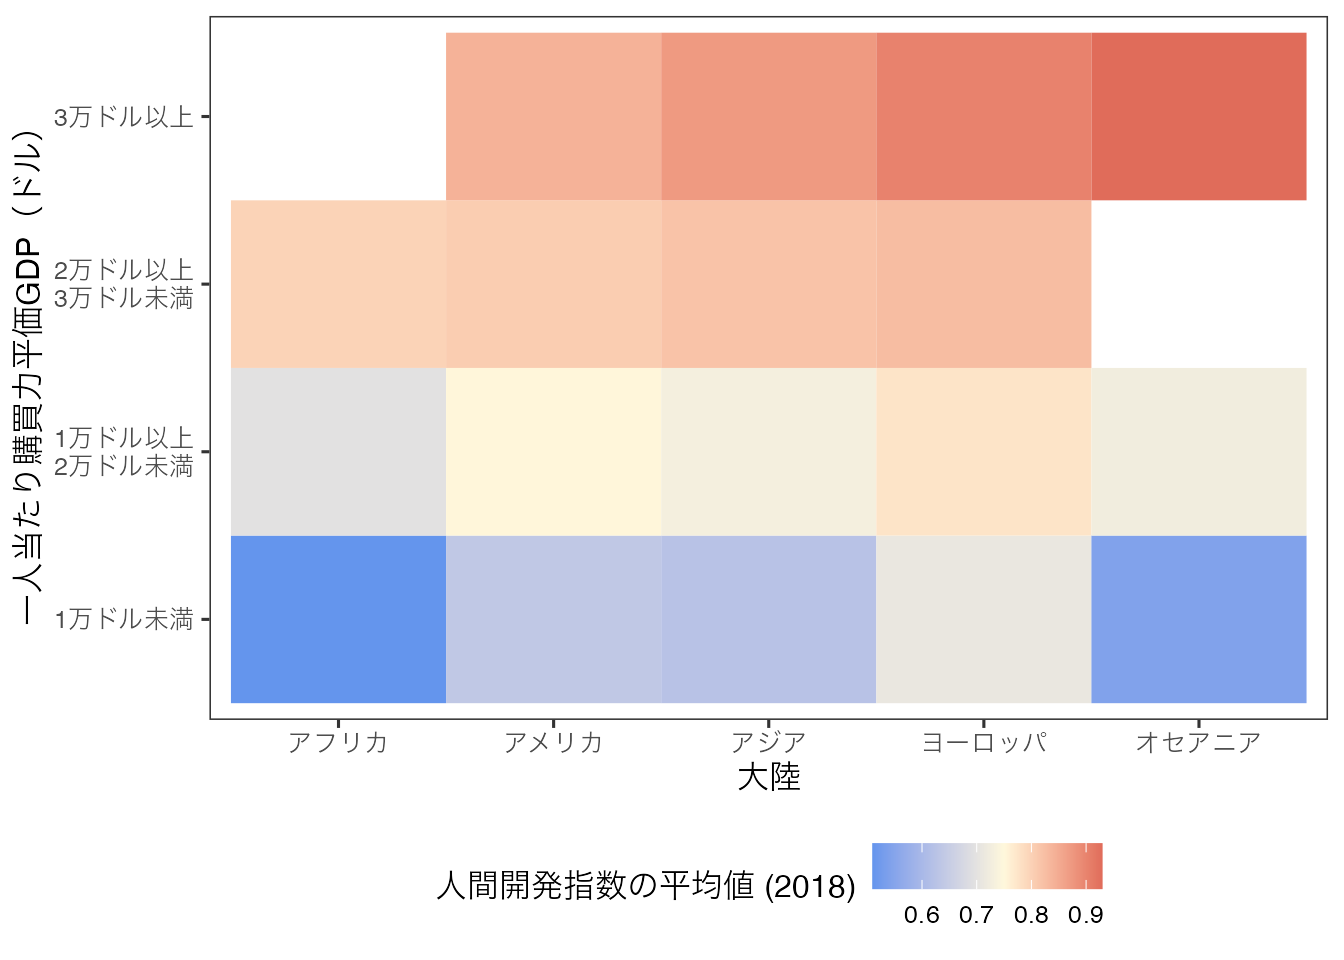 一人当たり購買力平価GDP（ドル）
3万ドル以上
2万ドル以上
3万ドル未満
1万ドル以上
2万ドル未満
1万ドル未満
アフリカ
アメリカ
アジア
ヨーロッパ
オセアニア
大陸
人間開発指数の平均値 (2018)
0.6 0.7 0.8 0.9